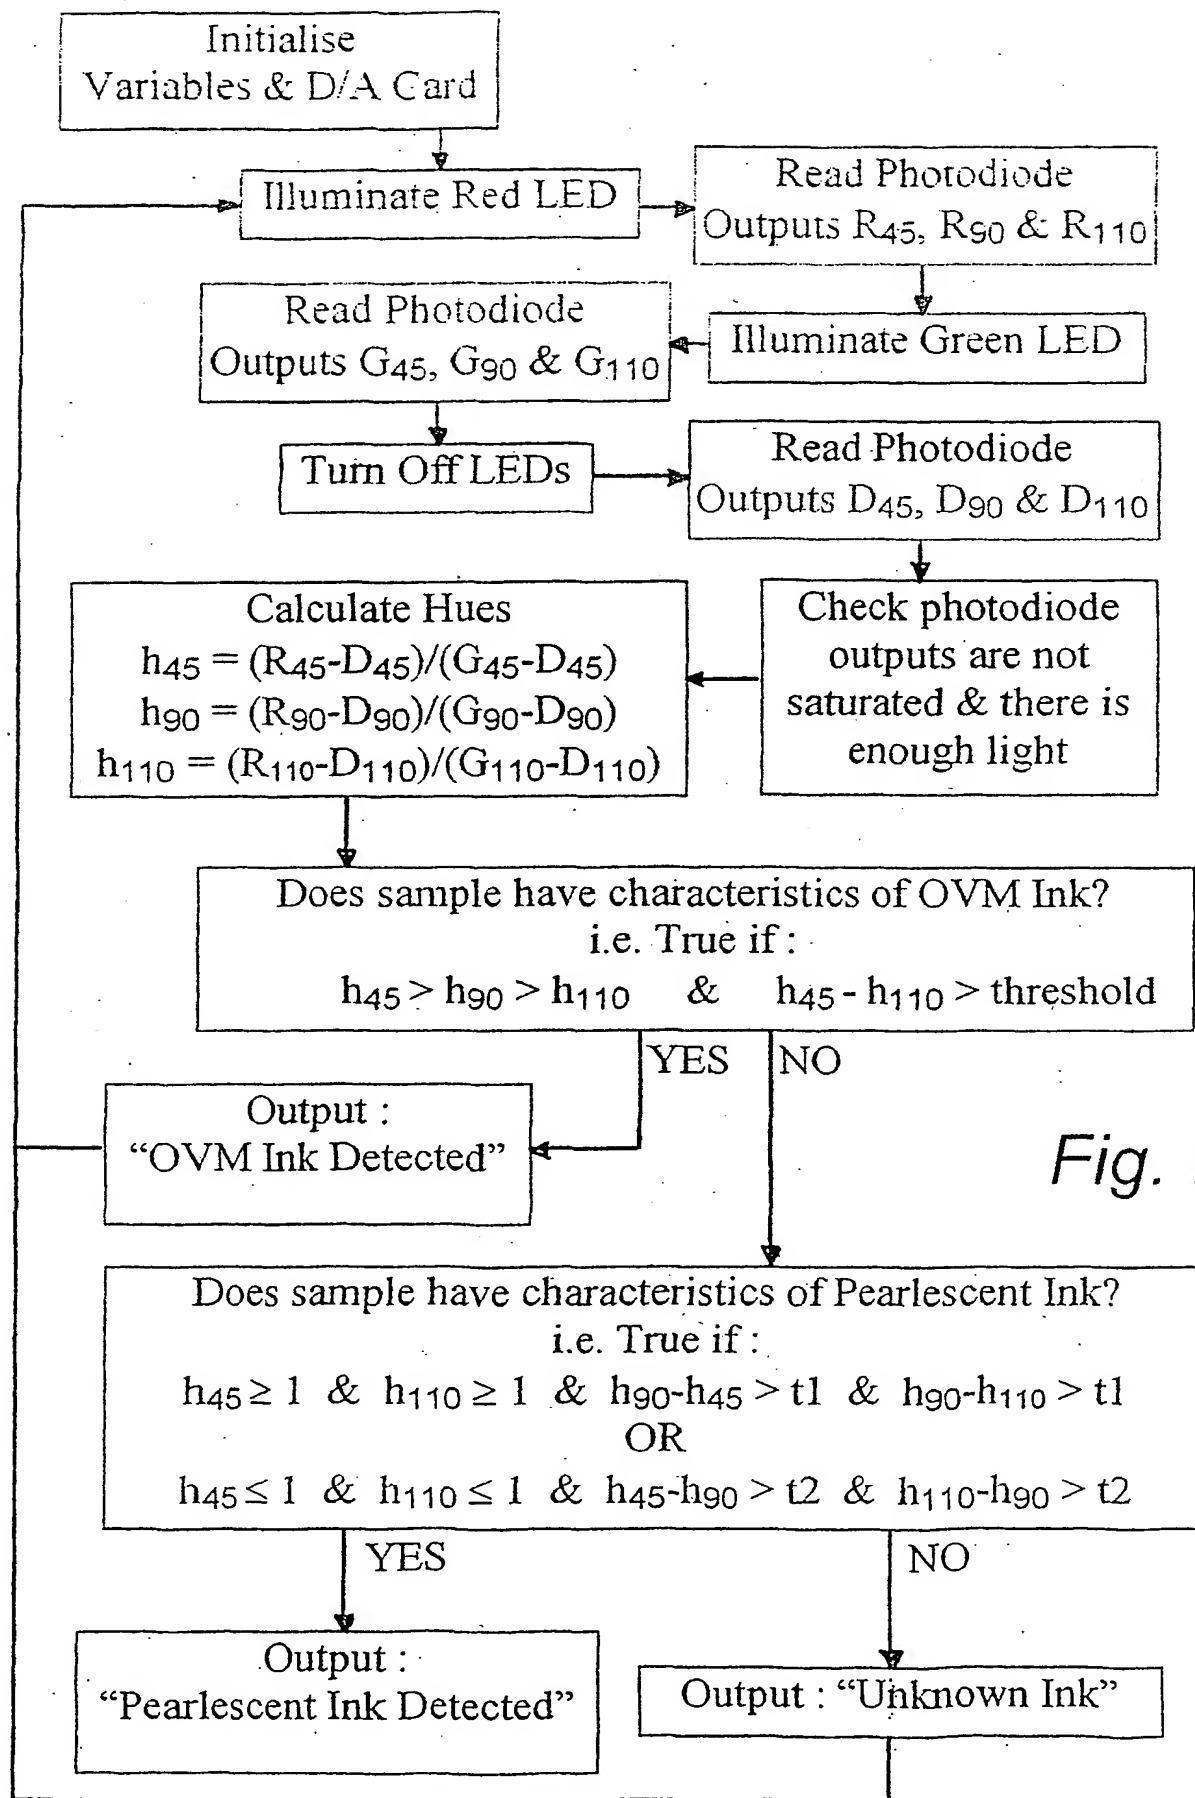 Initialise
Variables & D/A Card
Illuminate Red LED
Read Photodiode
Outputs R45, R90 & R110
Illuminate Green LED
Read Photodiode
Outputs G45, G90 & G110
Turn Off LEDs
Read Photodiode
Outputs D45, D90 & D110
Check photodiode
outputs are not
saturated & there is
enough light
Calculate Hues
h45 = (R45-D45)/(G45-D45)
h90 = (R90-D90)/(G90-D90)
h110 = (R110-D110)/(G110-D110)
Does sample have characteristics of OVM Ink?
i.e. True if :
h45 > h90 > h110 & h45 - h110 > threshold
YES
NO
Output :
“OVM Ink Detected”
Fig.
Does sample have characteristics of Pearlescent Ink?
i.e. True if :
h45 ≥ 1 & h110 ≥ 1 & h90-h45 > t1 & h90-h110 > t1
OR
h45 ≤ 1 & h110 ≤ 1 & h45-h90 > t2 & h110-h90 > t2
YES
NO
Output :
“Pearlescent Ink Detected”
Output : “Unknown Ink”